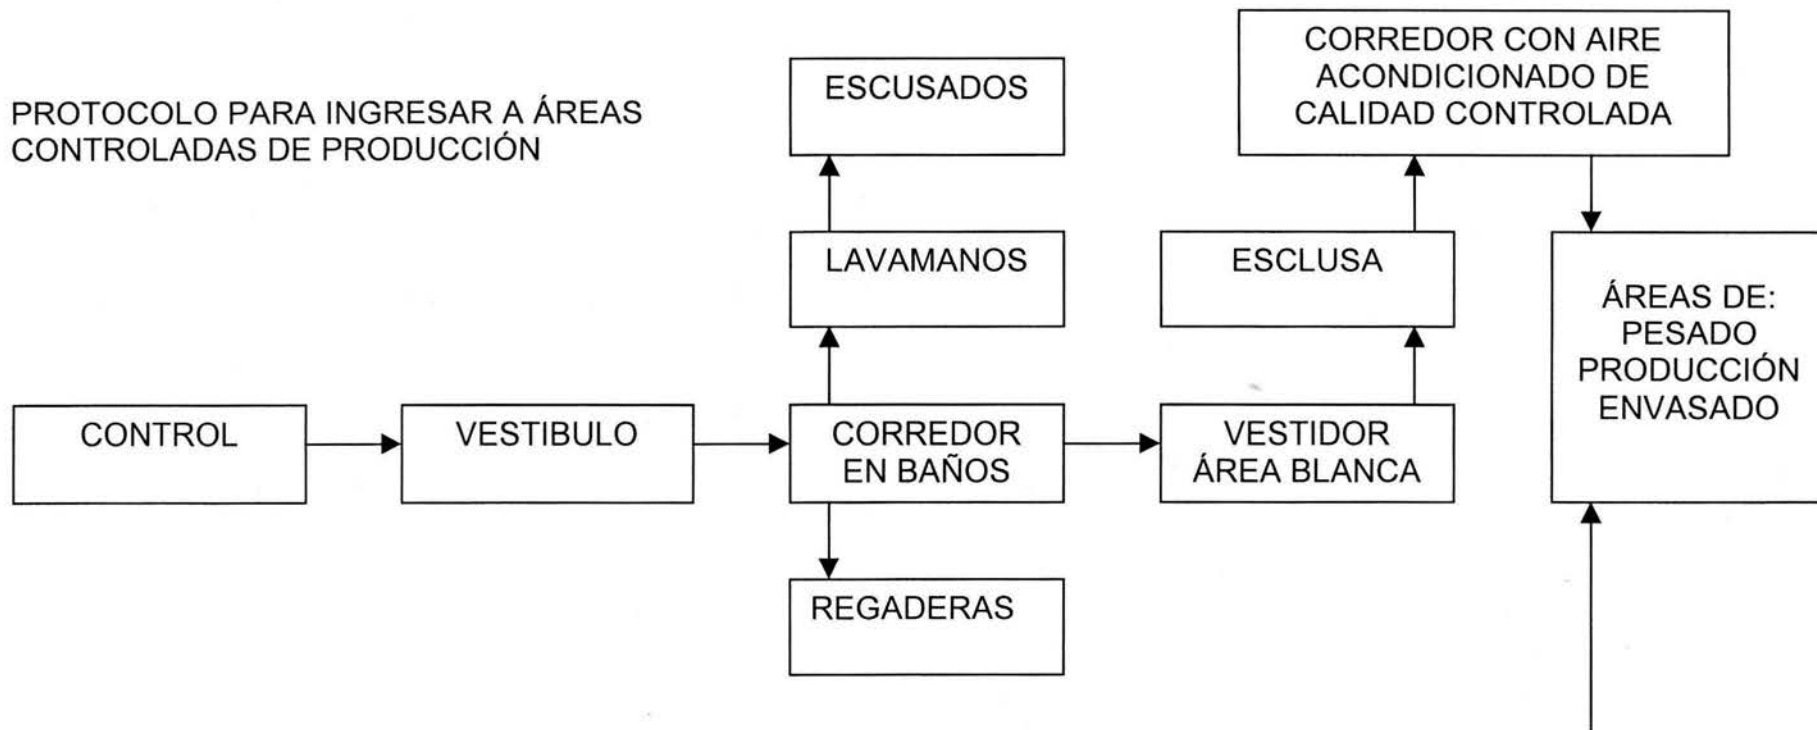 PROTOCOLO PARA INGRESAR A ÁREAS
CONTROLADAS DE PRODUCCIÓN
ESCUSADOS
CORREDOR CON AIRE
ACONDICIONADO DE
CALIDAD CONTROLADA
LAVAMANOS
ESCLUSA
ÁREAS DE:
PESADO
PRODUCCIÓN
ENVASADO
CONTROL
VESTIBULO
CORREDOR
EN BAÑOS
VESTIDOR
ÁREA BLANCA
REGADERAS